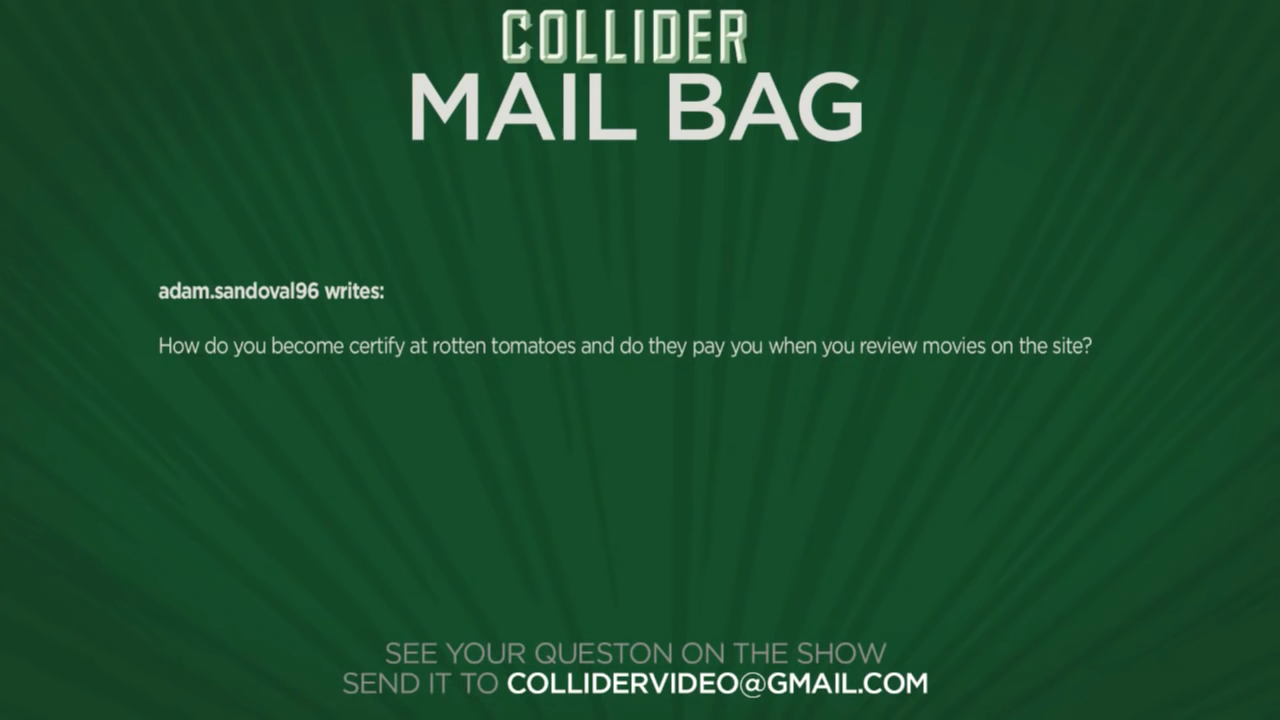 COLLIDER
MAIL BAG
adam.sandoval96 writes:
How do you become certify at rotten tomatoes and do they pay you when you review movies on the site?
SEE YOUR QUESTON ON THE SHOW
SEND IT TO COLLIDERVIDEO@GMAIL.COM